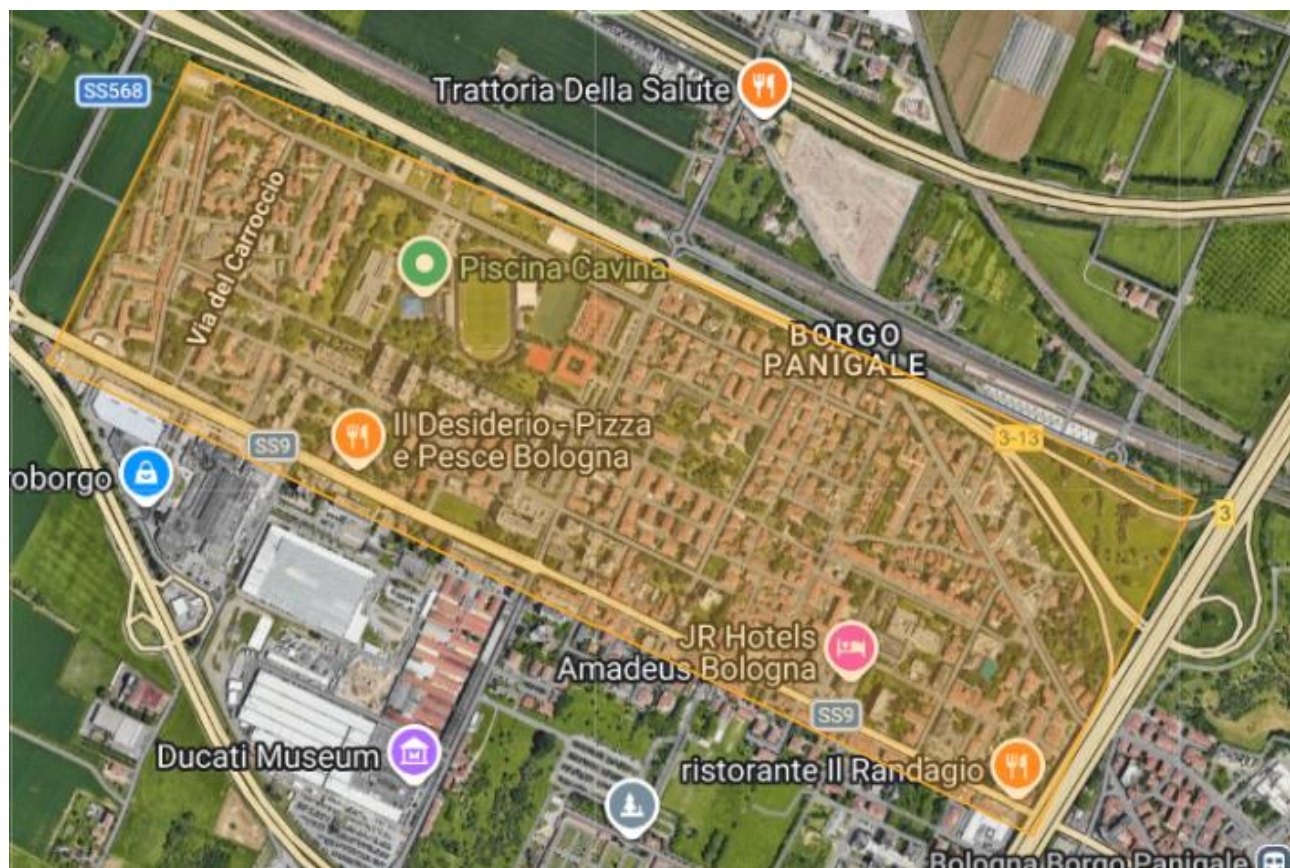 SS568
Trattoria Della Salute
Via del Carroccio
Piscina Cavina
BORGO
PANIGALE
Il Desiderio - Pizza
e Pesce Bologna
SS9
3-13
oborgo
3
JR Hotels
Amadeus Bologna
SS9
Ducati Museum
ristorante Il Randagio
Bologna Borgo Panigale